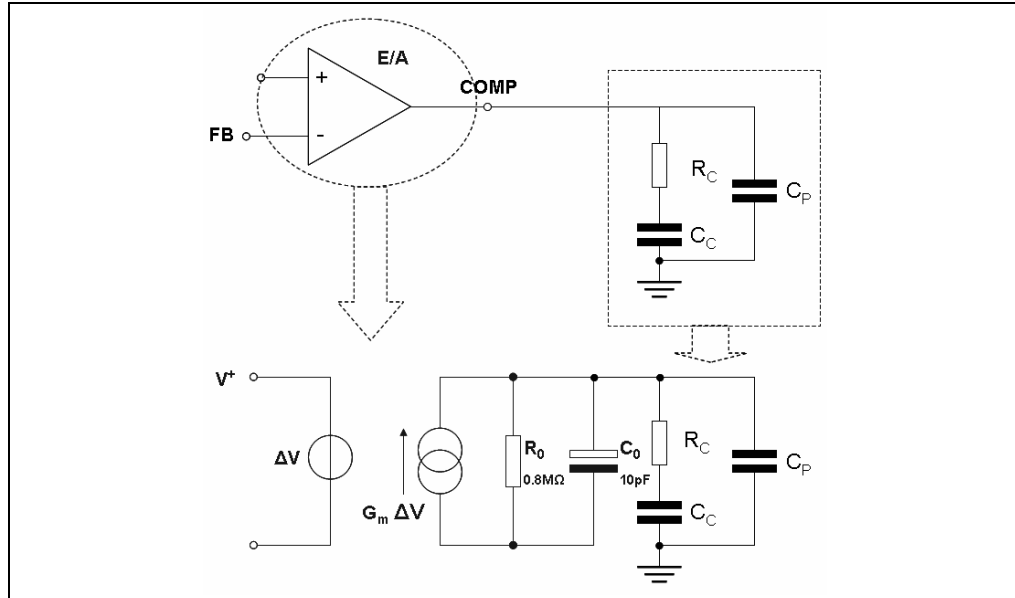 E/A
+
COMP
FB
-
R_C
C_P
C_C
V⁺
ΔV
G_m ΔV
R_0
0.8MΩ
C_0
10pF
R_C
C_P
C_C